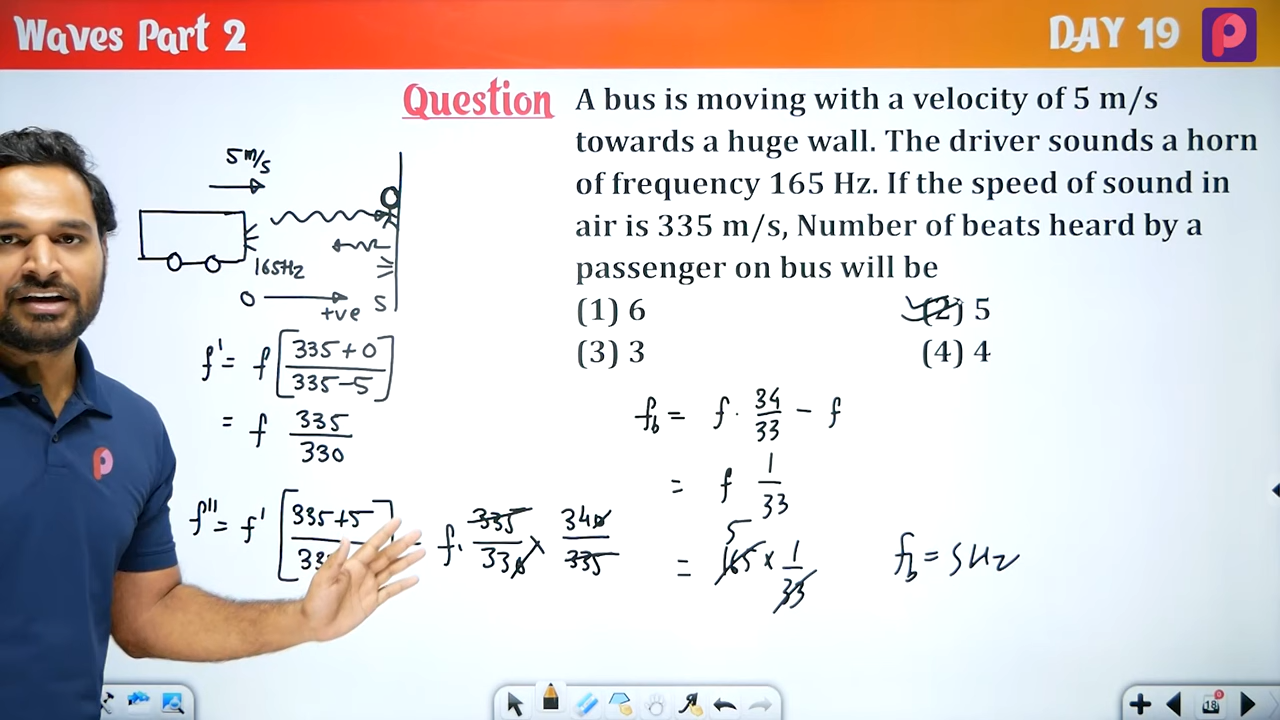 Waves Part 2
DAY 19
Question
A bus is moving with a velocity of 5 m/s
towards a huge wall. The driver sounds a horn
of frequency 165 Hz. If the speed of sound in
air is 335 m/s, Number of beats heard by a
passenger on bus will be
(1) 6
(2) 5
(3) 3
(4) 4
5 m/s
165Hz
O
+ve
S
f' = f [335+0 / 335-5]
= f 335/330
f'' = f' [335+5 / 33
= f. 335/330 × 340/335
fb = f. 34/33 - f
= f 1/33
5
= 165 × 1/33
fb = 5Hz
18